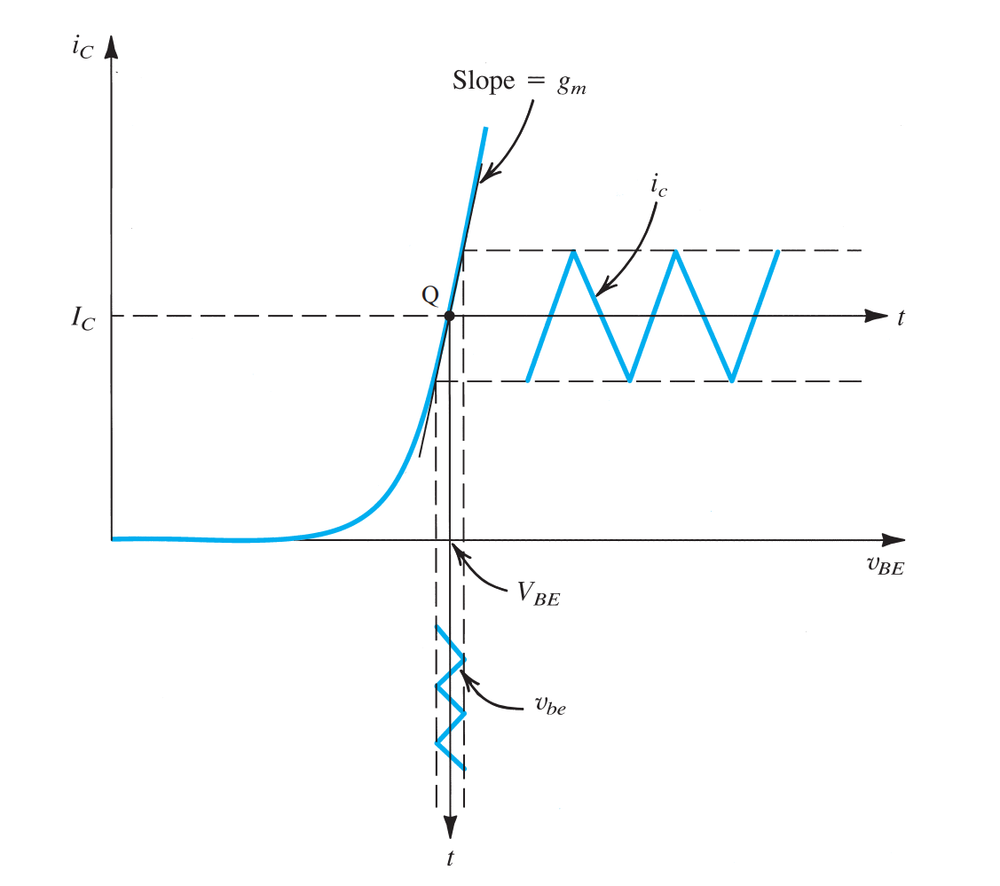 i_C
Slope = g_m
i_c
Q
I_C
t
v_BE
V_BE
v_be
t